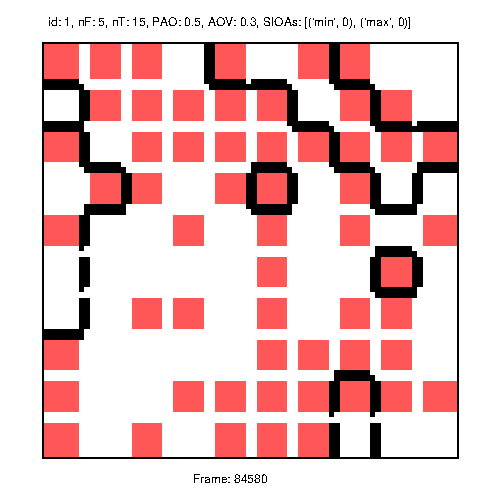 id: 1, nF: 5, nT: 15, PAO: 0.5, AOV: 0.3, SIOAs: [('min', 0), ('max', 0)]
Frame: 84580